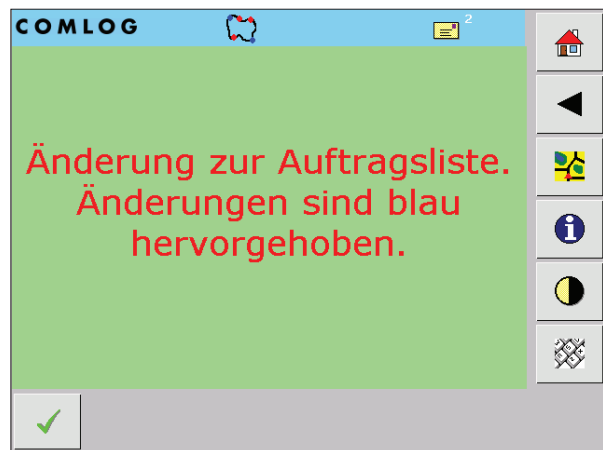 COMLOG
2
Änderung zur Auftragsliste.
Änderungen sind blau
hervorgehoben.